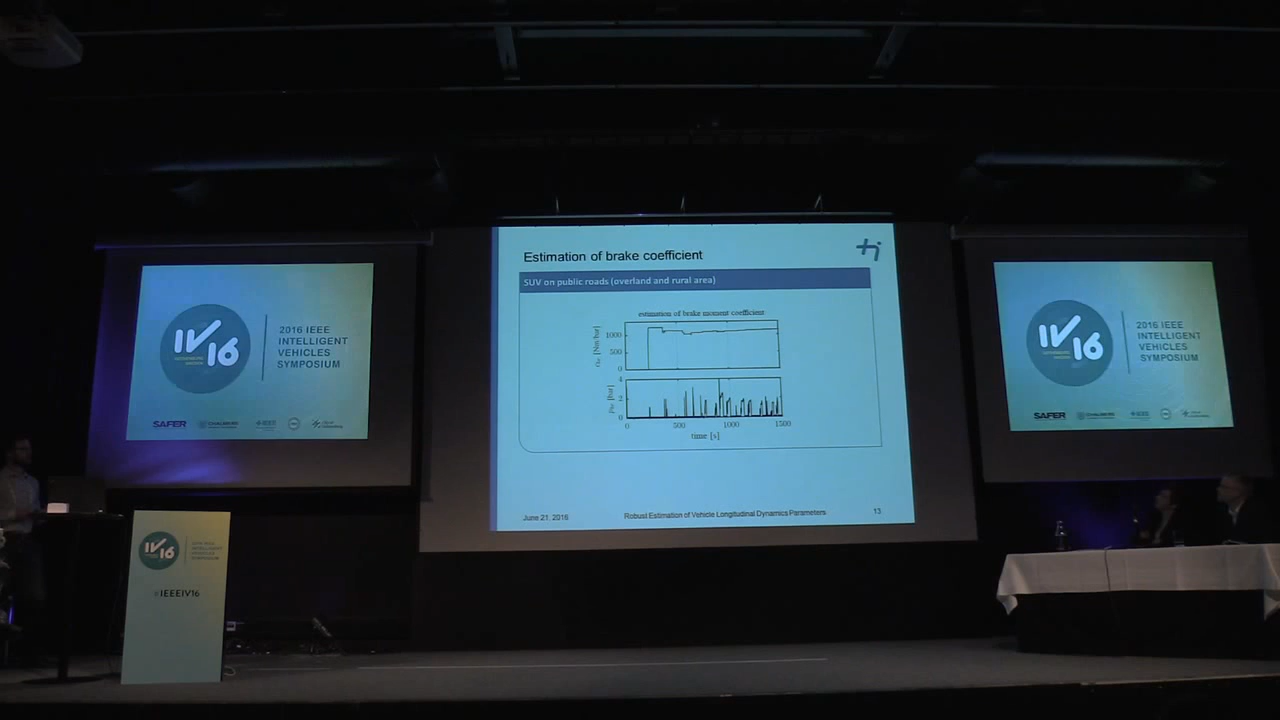 IV16
2016 IEEE
INTELLIGENT
VEHICLES
SYMPOSIUM
SAFER
CHALMERS
Estimation of brake coefficient
SUV on public roads (overland and rural area)
estimation of brake moment coefficient
1000
500
0
4
2
0
0 500 1000 1500
time [s]
June 21, 2016 Robust Estimation of Vehicle Longitudinal Dynamics Parameters 13
IV16
2016 IEEE
INTELLIGENT
VEHICLES
SYMPOSIUM
SAFER
CHALMERS
IV16
#IEEEIV16